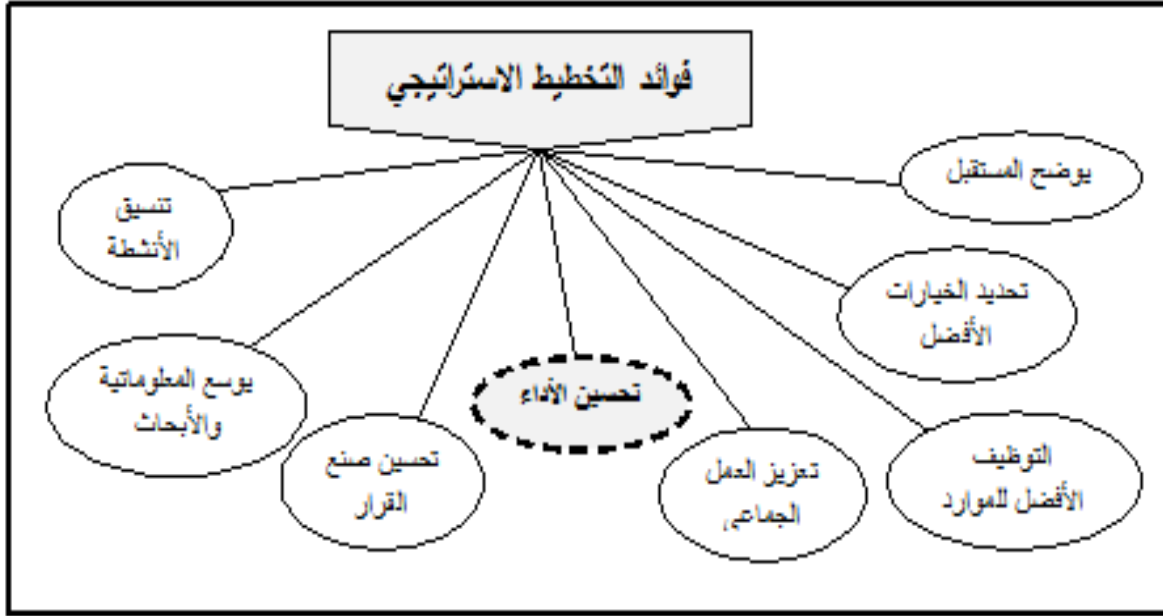 فوائد التخطيط الاستراتيجي
يوضح المستقبل
تحديد الخيارات
الأفضل
التوظيف
الأفضل للموارد
تعزيز العمل
الجماعي
تحسين الأداء
تحسين صنع
القرار
يوسع المعلوماتية
والأبحاث
تنسيق
الأنشطة